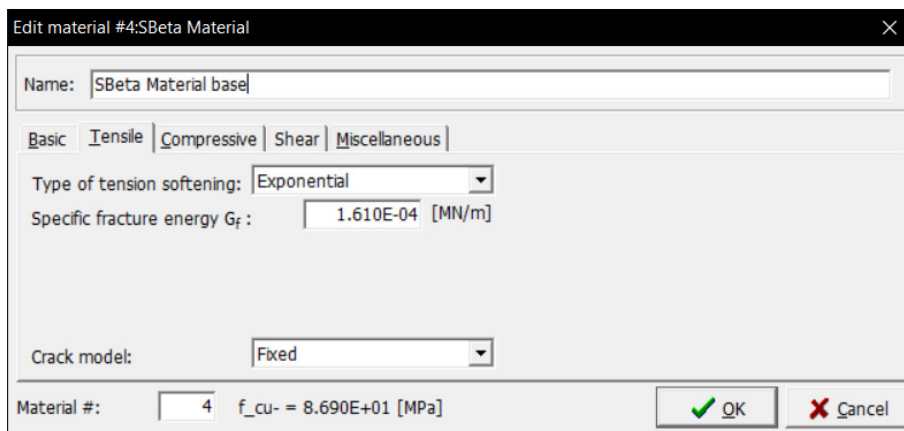 Edit material #4:SBeta Material
Name: SBeta Material base
Basic Tensile Compressive Shear Miscellaneous
Type of tension softening: Exponential
Specific fracture energy Gf : 1.610E-04 [MN/m]
Crack model: Fixed
Material #: 4 f_cu- = 8.690E+01 [MPa] OK Cancel